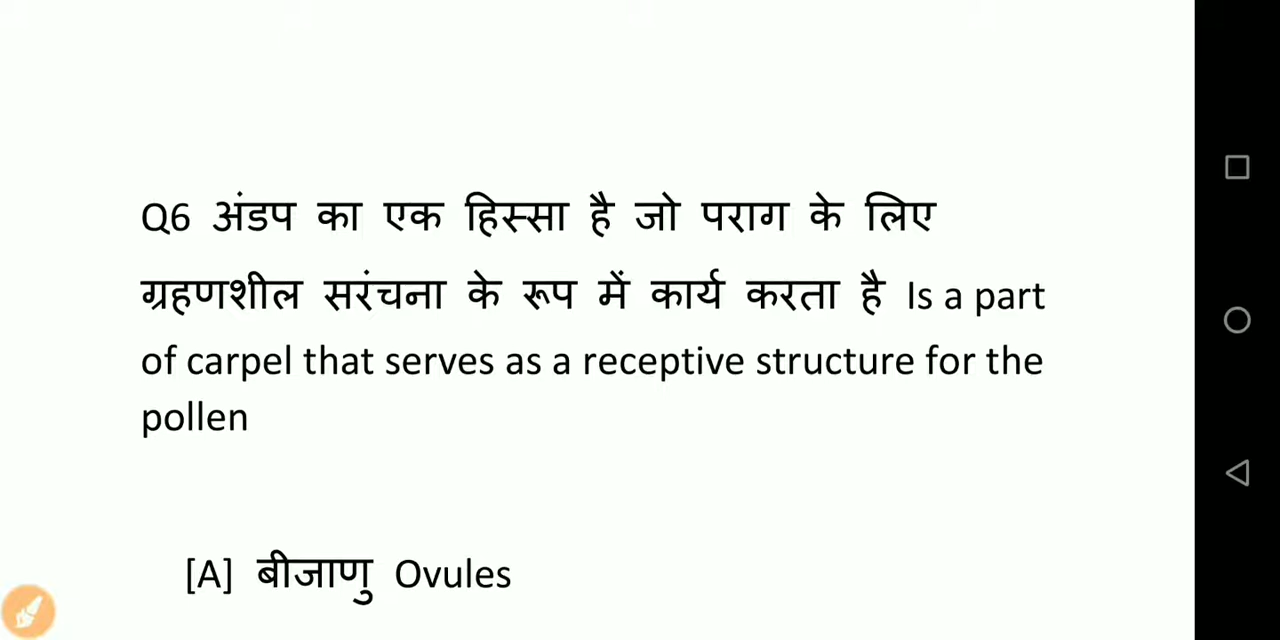 Q6 अंडप का एक हिस्सा है जो पराग के लिए
ग्रहणशील सरंचना के रूप में कार्य करता है Is a part
of carpel that serves as a receptive structure for the
pollen
[A] बीजाणु Ovules